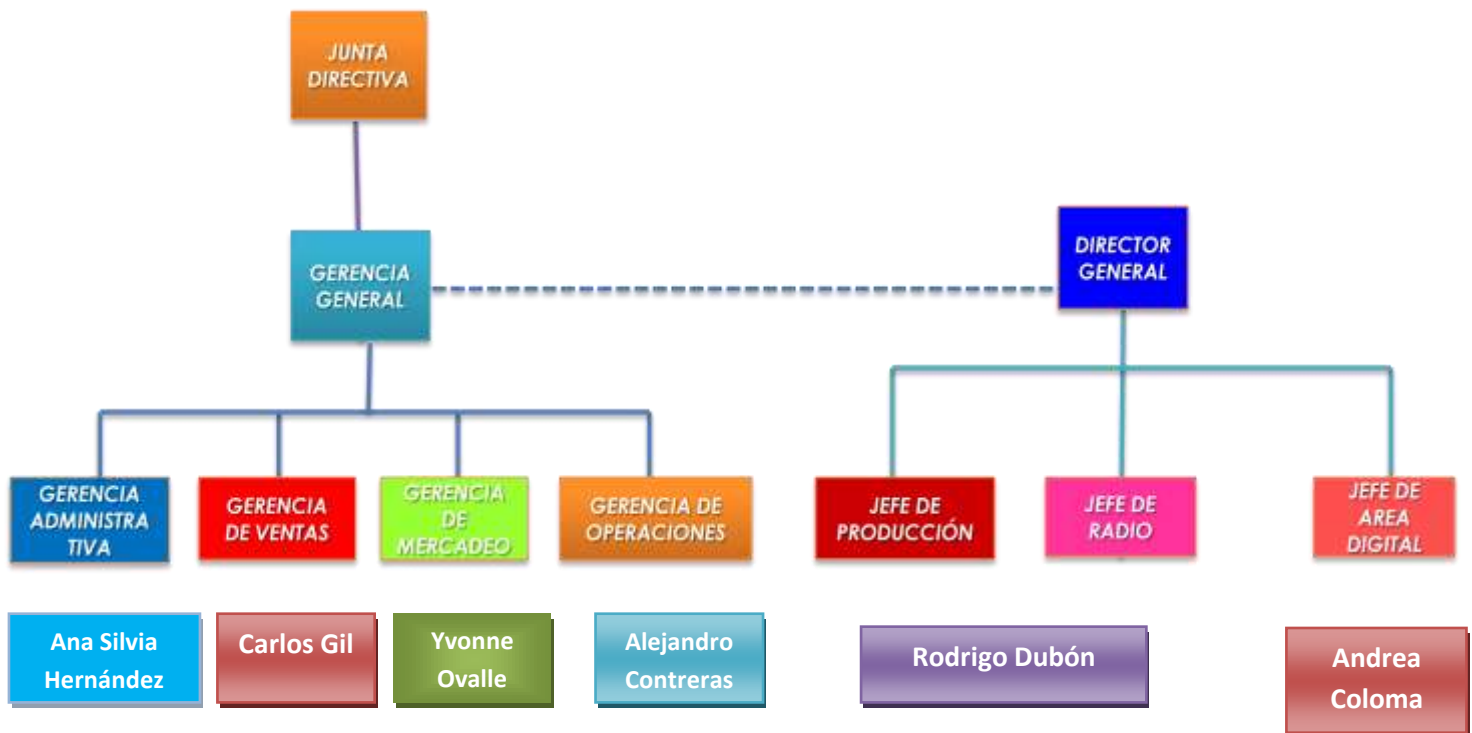 JUNTA
DIRECTIVA
GERENCIA
GENERAL
DIRECTOR
GENERAL
GERENCIA
ADMINISTRA
TIVA
GERENCIA
DE VENTAS
GERENCIA
DE
MERCADEO
GERENCIA DE
OPERACIONES
JEFE DE
PRODUCCIÓN
JEFE DE
RADIO
JEFE DE
AREA
DIGITAL
Ana Silvia
Hernández
Carlos Gil
Yvonne
Ovalle
Alejandro
Contreras
Rodrigo Dubón
Andrea
Coloma